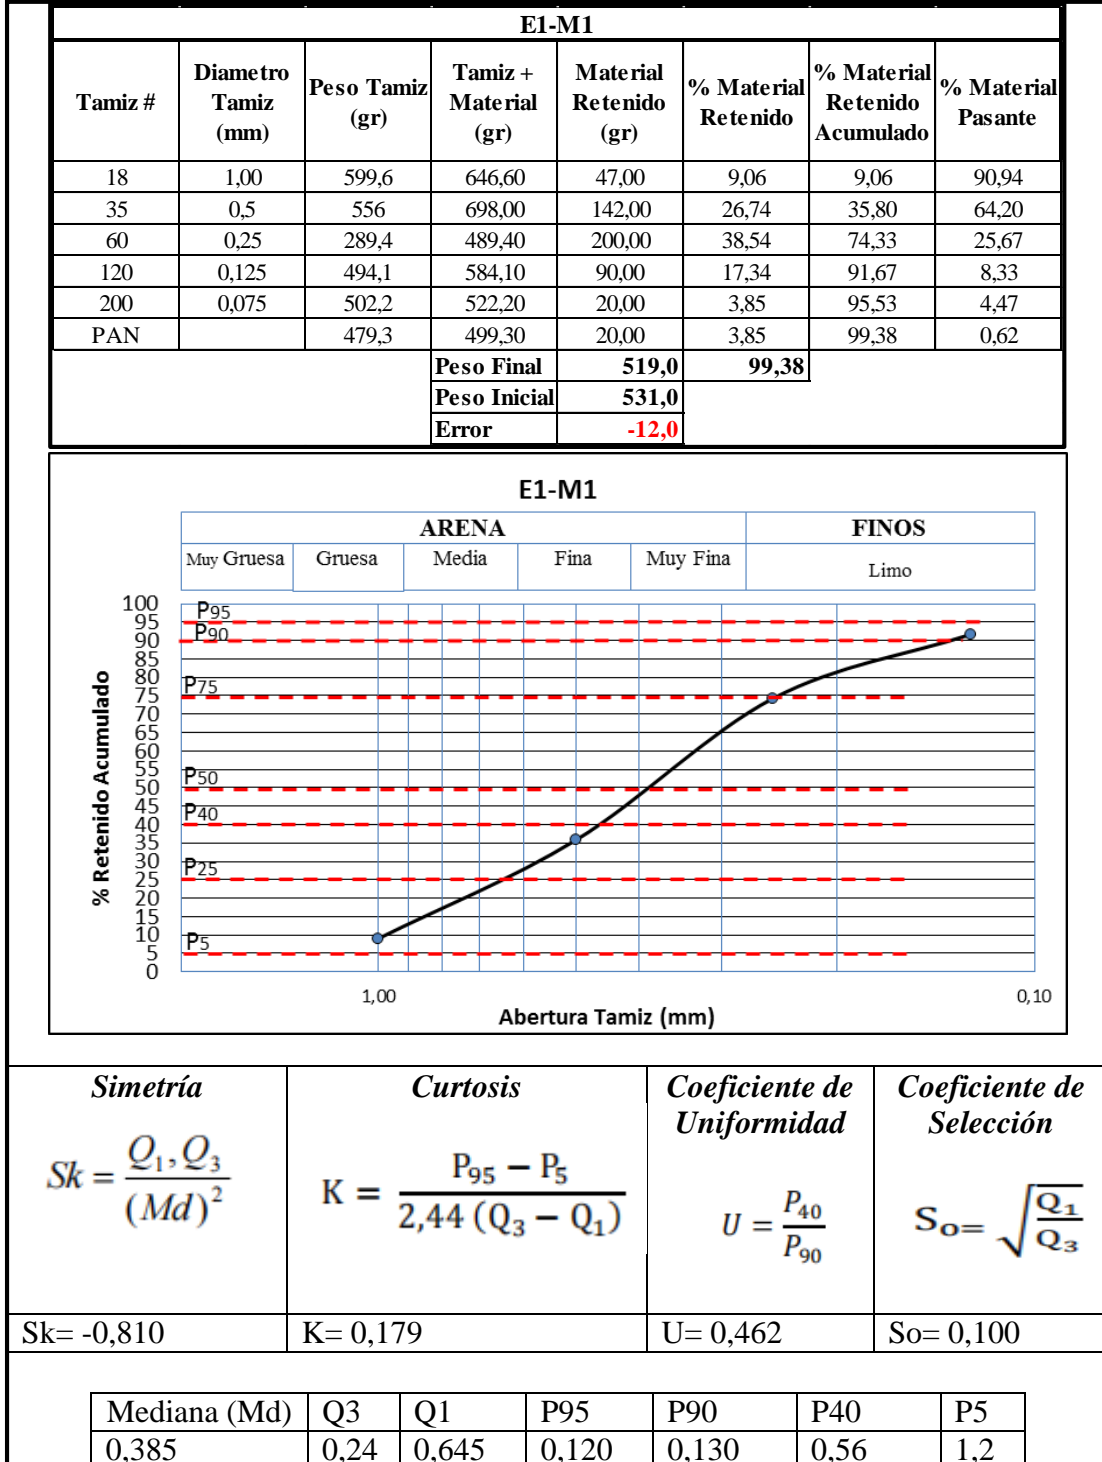 E1-M1
Tamiz # Diametro Tamiz (mm) Peso Tamiz (gr) Tamiz + Material (gr) Material Retenido (gr) % Material Retenido % Material Retenido Acumulado % Material Pasante
18 1,00 599,6 646,60 47,00 9,06 9,06 90,94
35 0,5 556 698,00 142,00 26,74 35,80 64,20
60 0,25 289,4 489,40 200,00 38,54 74,33 25,67
120 0,125 494,1 584,10 90,00 17,34 91,67 8,33
200 0,075 502,2 522,20 20,00 3,85 95,53 4,47
PAN 479,3 499,30 20,00 3,85 99,38 0,62
Peso Final 519,0 99,38
Peso Inicial 531,0
Error -12,0
E1-M1
ARENA FINOS
Muy Gruesa Gruesa Media Fina Muy Fina Limo
% Retenido Acumulado
100
95
90
85
80
75
70
65
60
55
50
45
40
35
30
25
20
15
10
5
0
P95
P90
P75
P50
P40
P25
P5
1,00 0,10
Abertura Tamiz (mm)
Simetría Curtosis Coeficiente de Uniformidad Coeficiente de Selección
Sk = Q1, Q3 / (Md)²
K = P95 − P5 / 2,44 (Q3 − Q1)
U = P40 / P90
So= √Q1/Q3
Sk= -0,810 K= 0,179 U= 0,462 So= 0,100
Mediana (Md) Q3 Q1 P95 P90 P40 P5
0,385 0,24 0,645 0,120 0,130 0,56 1,2